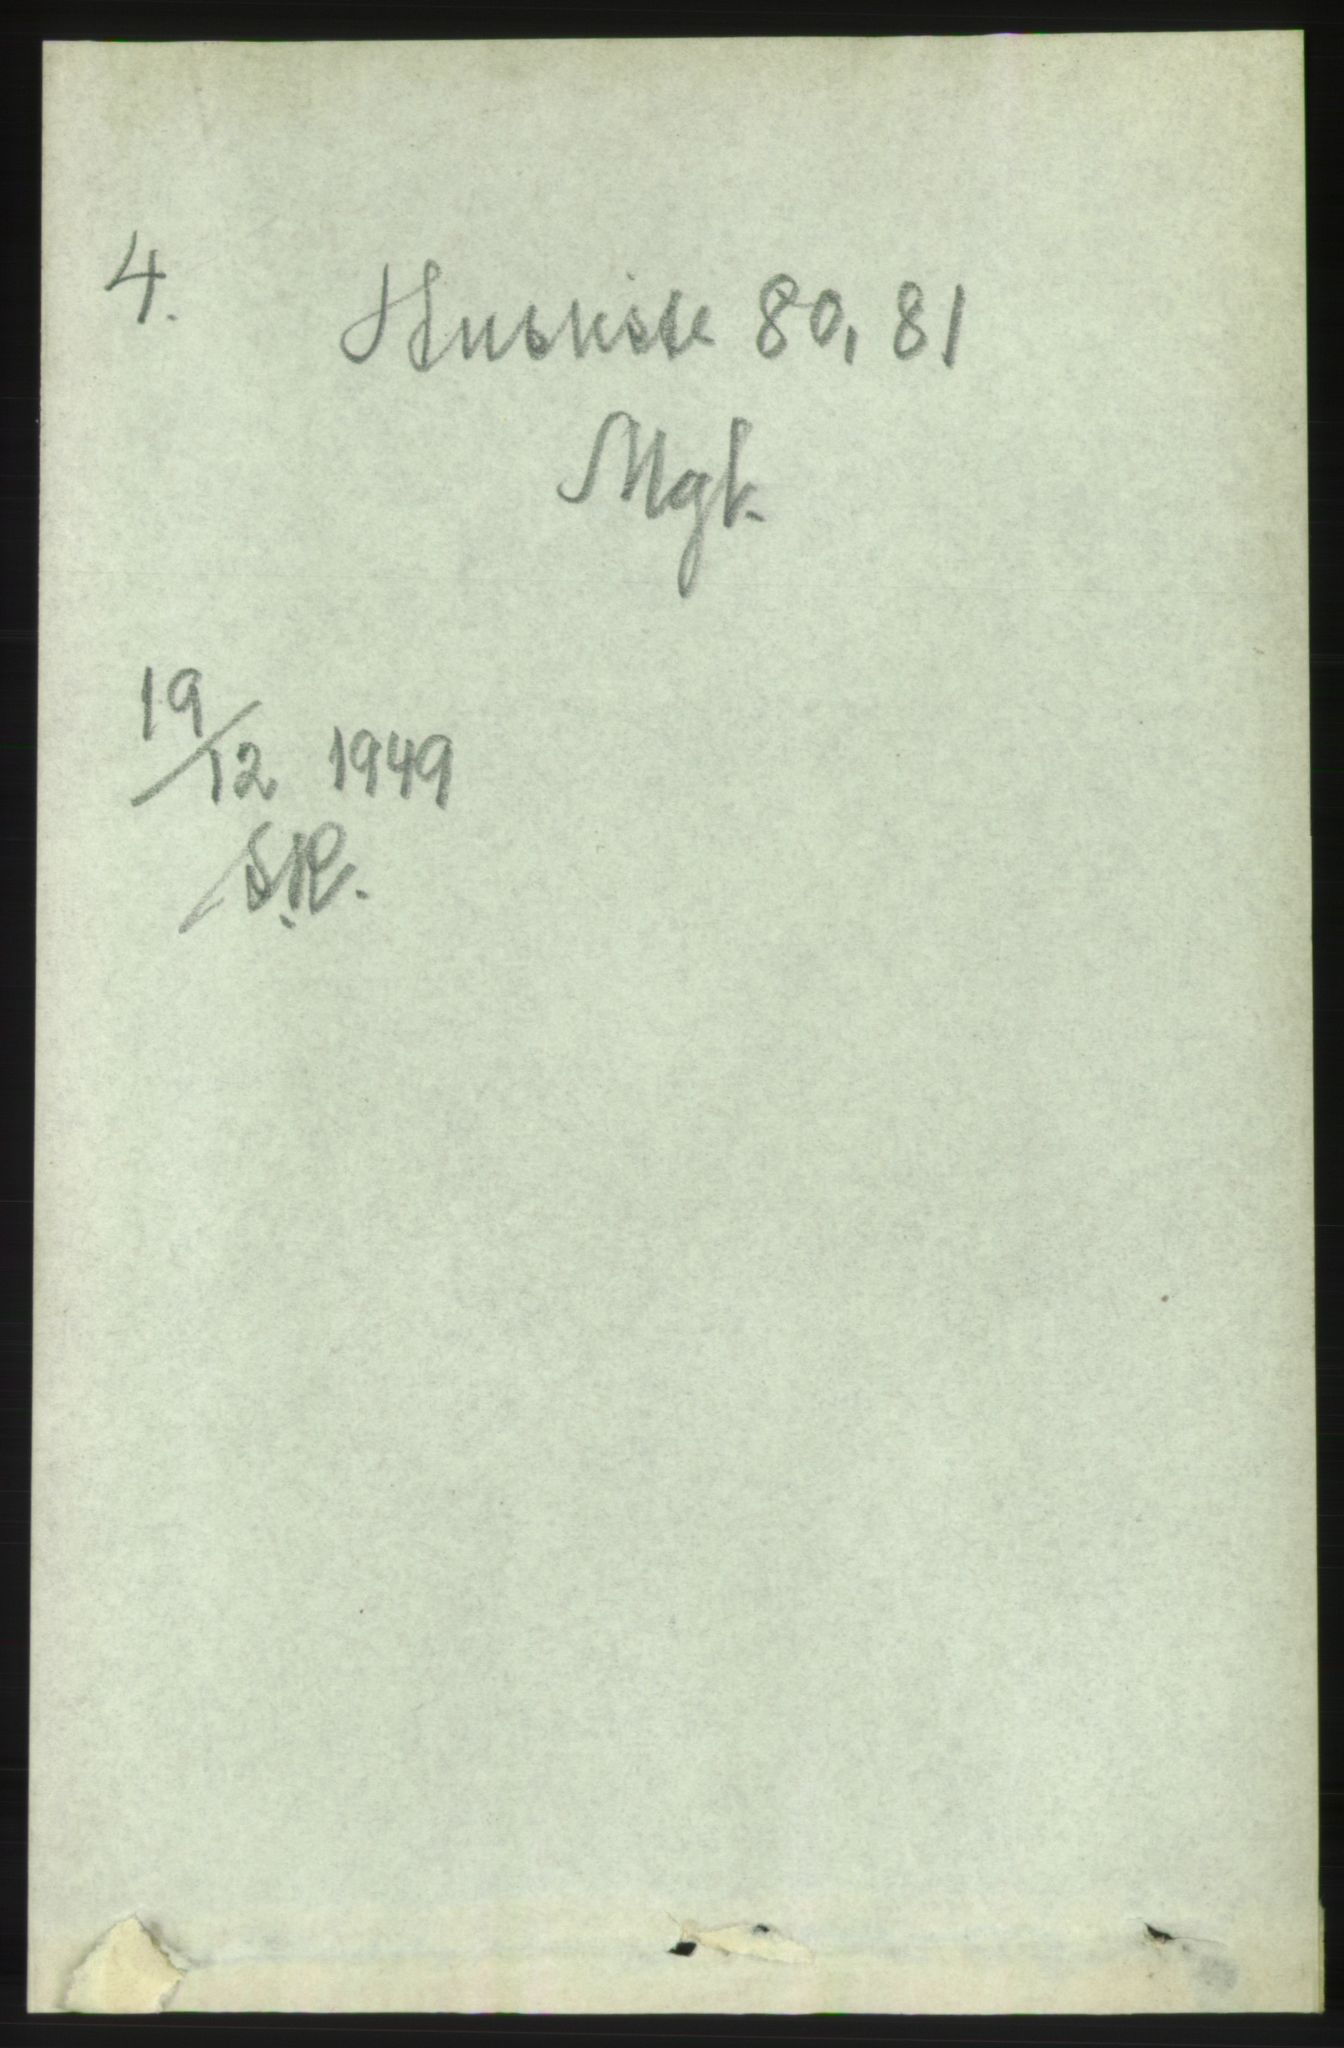 4.
Husliste 80, 81
Mgl.
19/12 1949
S.K.